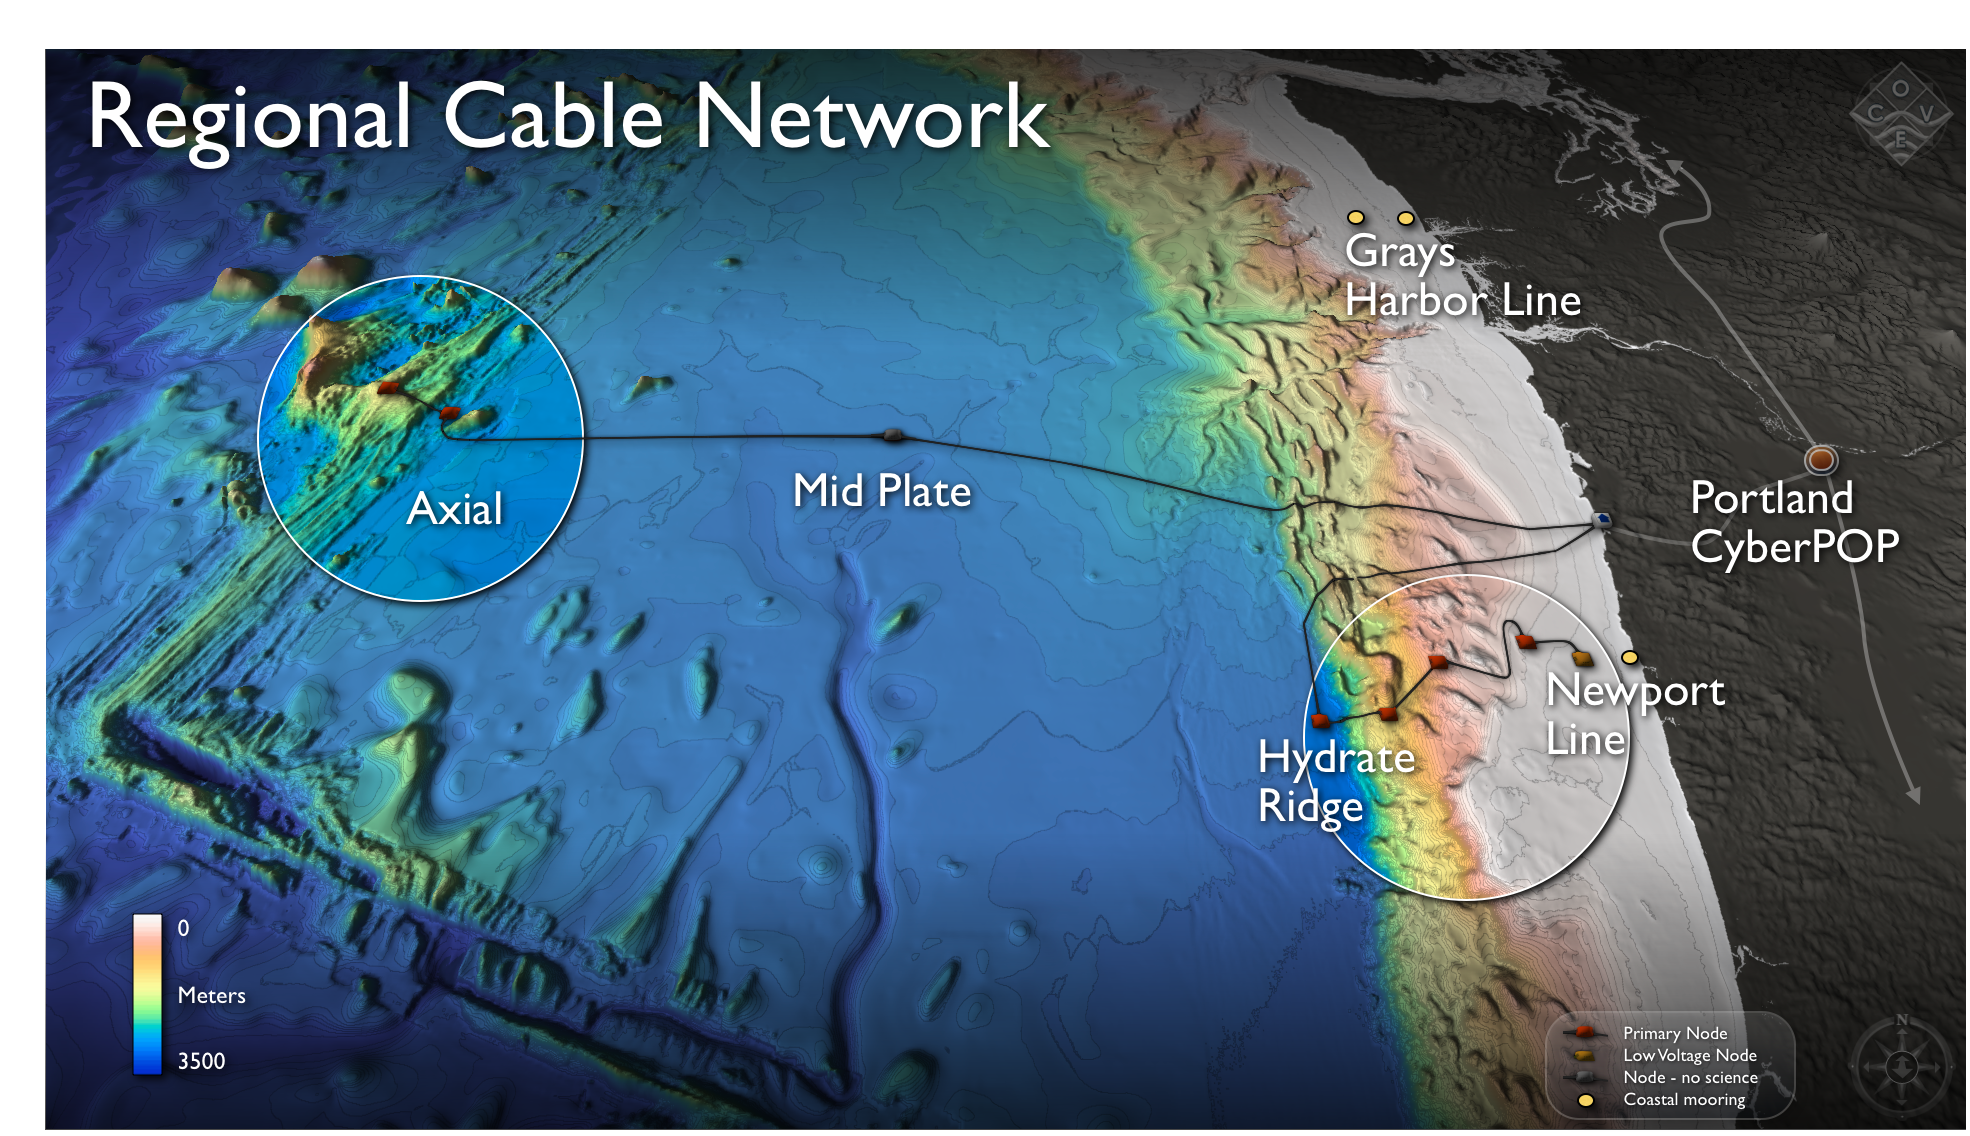 Regional Cable Network
O
C V
E
Grays
Harbor Line
Axial
Mid Plate
Portland
CyberPOP
Newport
Line
Hydrate
Ridge
0
Meters
3500
Primary Node
Low Voltage Node
Node - no science
Coastal mooring
N